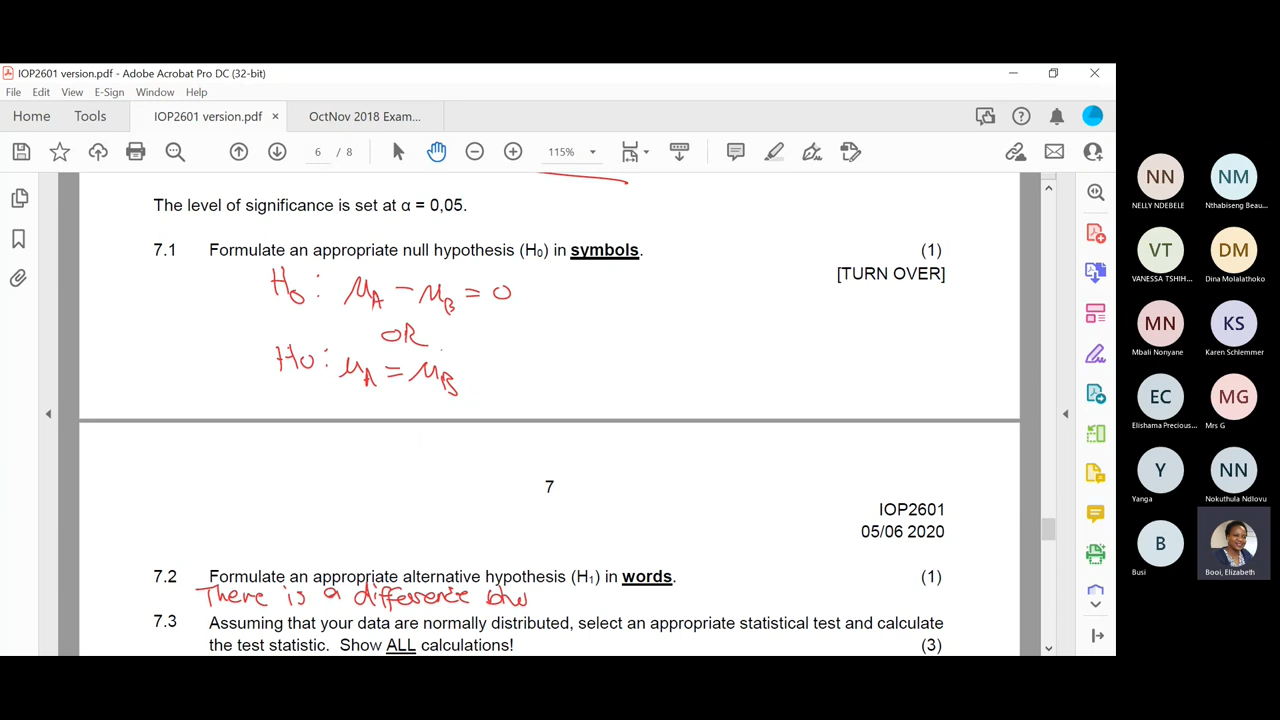 IOP2601 version.pdf - Adobe Acrobat Pro DC (32-bit)
File Edit View E-Sign Window Help
Home Tools IOP2601 version.pdf × OctNov 2018 Exam...
6 / 8 115%
The level of significance is set at α = 0,05.
7.1 Formulate an appropriate null hypothesis (H₀) in symbols. (1)
[TURN OVER]
H₀ : μA − μB = 0
OR
H₀ : μA = μB
7
IOP2601
05/06 2020
7.2 Formulate an appropriate alternative hypothesis (H₁) in words. (1)
There is a difference
7.3 Assuming that your data are normally distributed, select an appropriate statistical test and calculate
the test statistic. Show ALL calculations! (3)
NN NM
NELLY NDEBELE Nthabiseng Beau...
VT DM
VANESSA TSHIH... Dina Molalathoko
MN KS
Mbali Nonyane Karen Schlemmer
EC MG
Elishama Precious... Mrs G
Y NN
Yanga Nokuthula Ndlovu
B
Busi Booi, Elizabeth